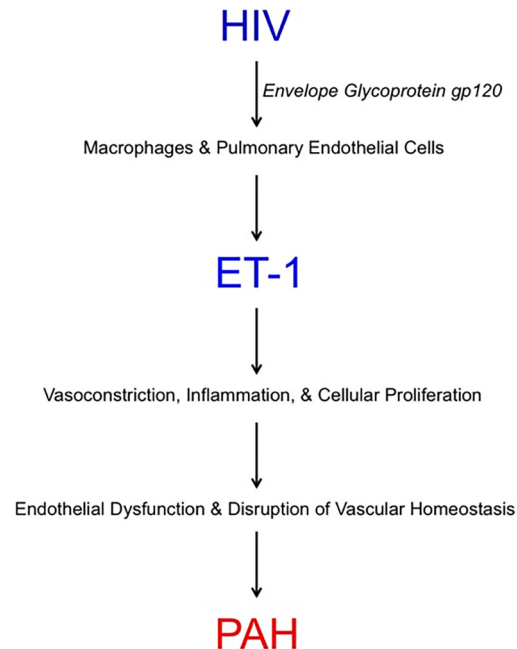 HIV
Envelope Glycoprotein gp120
Macrophages & Pulmonary Endothelial Cells
ET-1
Vasoconstriction, Inflammation, & Cellular Proliferation
Endothelial Dysfunction & Disruption of Vascular Homeostasis
PAH